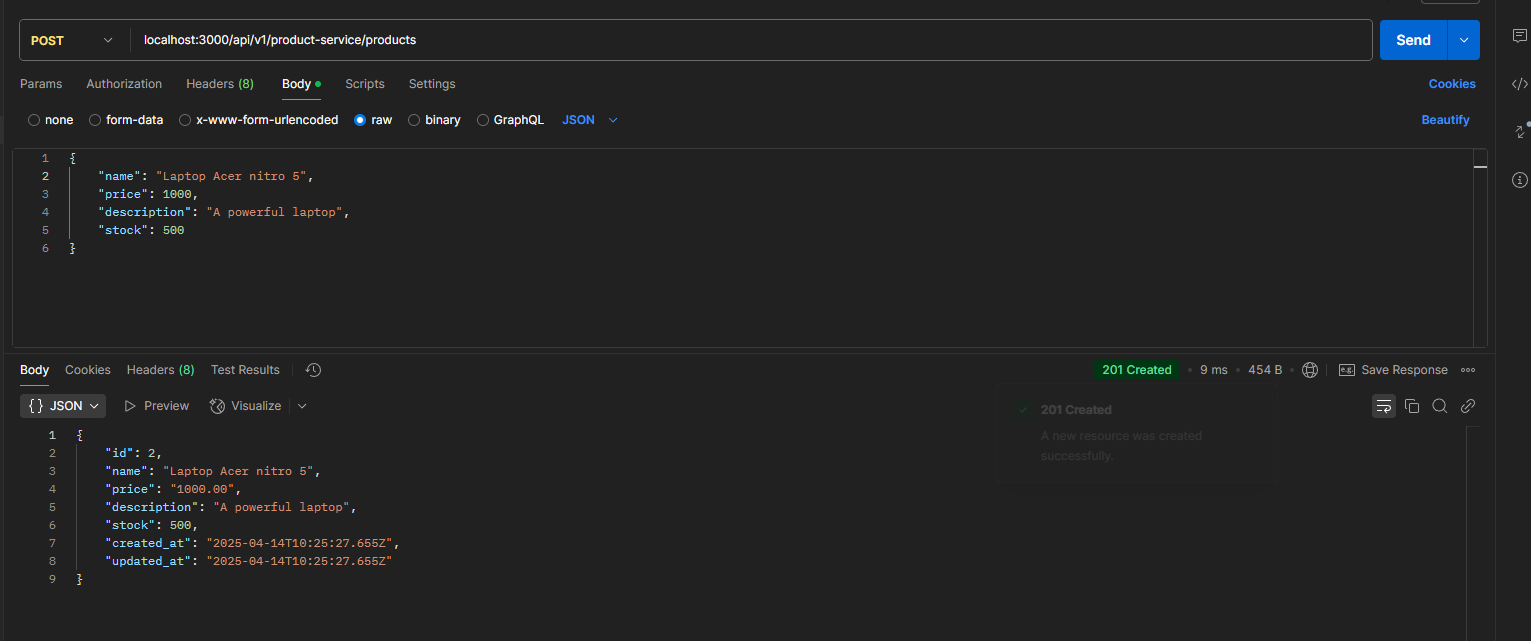 POST localhost:3000/api/v1/product-service/products Send
Params Authorization Headers (8) Body Scripts Settings Cookies
none form-data x-www-form-urlencoded raw binary GraphQL JSON Beautify
1 {
2 "name": "Laptop Acer nitro 5",
3 "price": 1000,
4 "description": "A powerful laptop",
5 "stock": 500
6 }
Body Cookies Headers (8) Test Results 201 Created • 9 ms • 454 B • e.g. Save Response
{} JSON Preview Visualize
201 Created
A new resource was created
successfully.
1 {
2 "id": 2,
3 "name": "Laptop Acer nitro 5",
4 "price": "1000.00",
5 "description": "A powerful laptop",
6 "stock": 500,
7 "created_at": "2025-04-14T10:25:27.655Z",
8 "updated_at": "2025-04-14T10:25:27.655Z"
9 }